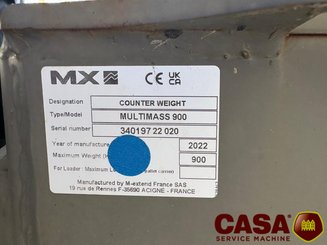 MX CE UK CA
Designation COUNTER WEIGHT
Type/Model MULTIMASS 900
Serial number 340197 22 020
Year of manufacture 2022
Maximum Weight 900
For Loader : Maximum
Manufactured by M-extend France SAS
19 rue de Rennes F-35690 ACIGNÉ - FRANCE
CASA
SERVICE MACHINE